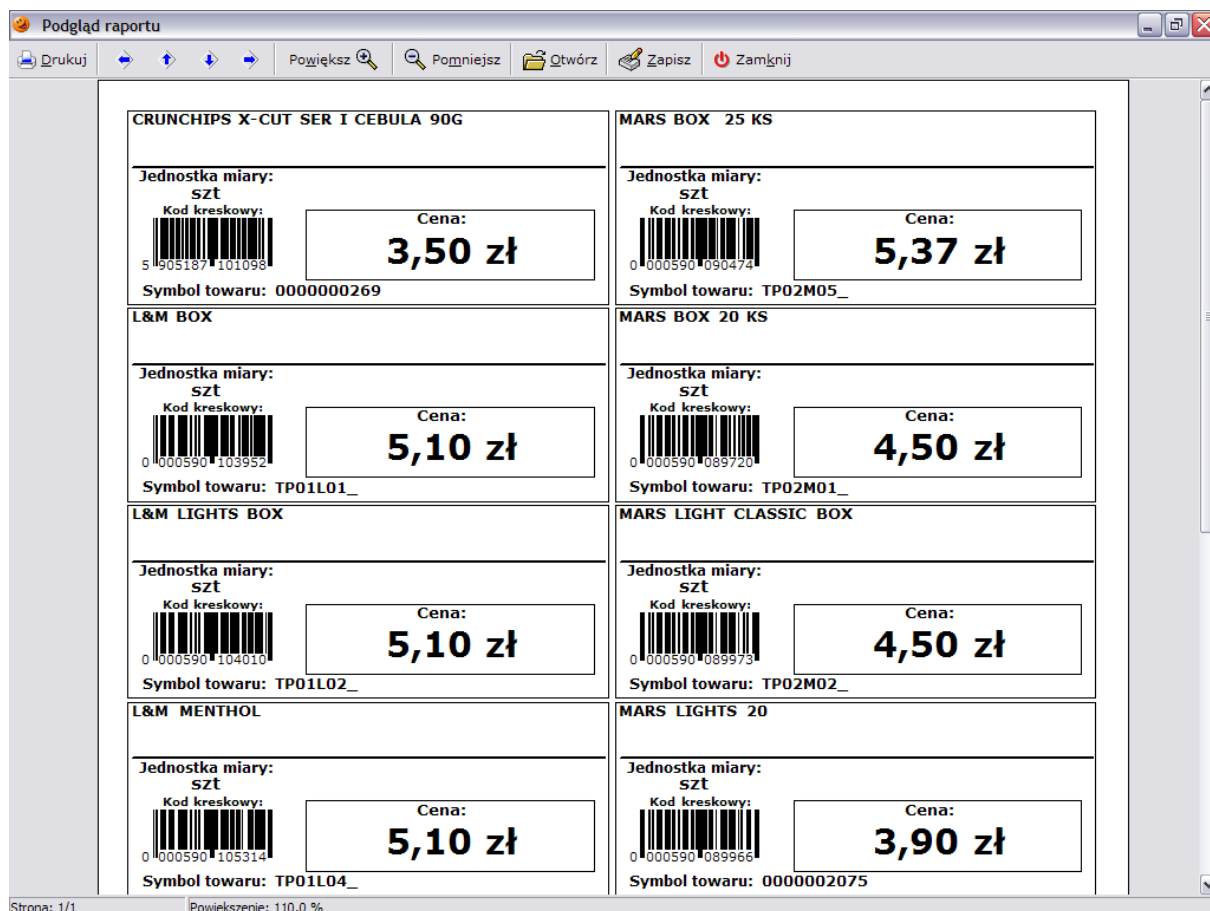 Podgląd raportu
Drukuj Powiększ Pomniejsz Otwórz Zapisz Zamknij
CRUNCHIPS X-CUT SER I CEBULA 90G
Jednostka miary:
szt
Kod kreskowy:
5 905187 101098
Cena:
3,50 zł
Symbol towaru: 0000000269
MARS BOX 25 KS
Jednostka miary:
szt
Kod kreskowy:
0 000590 090474
Cena:
5,37 zł
Symbol towaru: TP02M05_
L&M BOX
Jednostka miary:
szt
Kod kreskowy:
0 000590 103952
Cena:
5,10 zł
Symbol towaru: TP01L01_
MARS BOX 20 KS
Jednostka miary:
szt
Kod kreskowy:
0 000590 089720
Cena:
4,50 zł
Symbol towaru: TP02M01_
L&M LIGHTS BOX
Jednostka miary:
szt
Kod kreskowy:
0 000590 104010
Cena:
5,10 zł
Symbol towaru: TP01L02_
MARS LIGHT CLASSIC BOX
Jednostka miary:
szt
Kod kreskowy:
0 000590 089973
Cena:
4,50 zł
Symbol towaru: TP02M02_
L&M MENTHOL
Jednostka miary:
szt
Kod kreskowy:
0 000590 105314
Cena:
5,10 zł
Symbol towaru: TP01L04_
MARS LIGHTS 20
Jednostka miary:
szt
Kod kreskowy:
0 000590 089966
Cena:
3,90 zł
Symbol towaru: 0000002075
Strona: 1/1 Powiększenie: 110,0 %